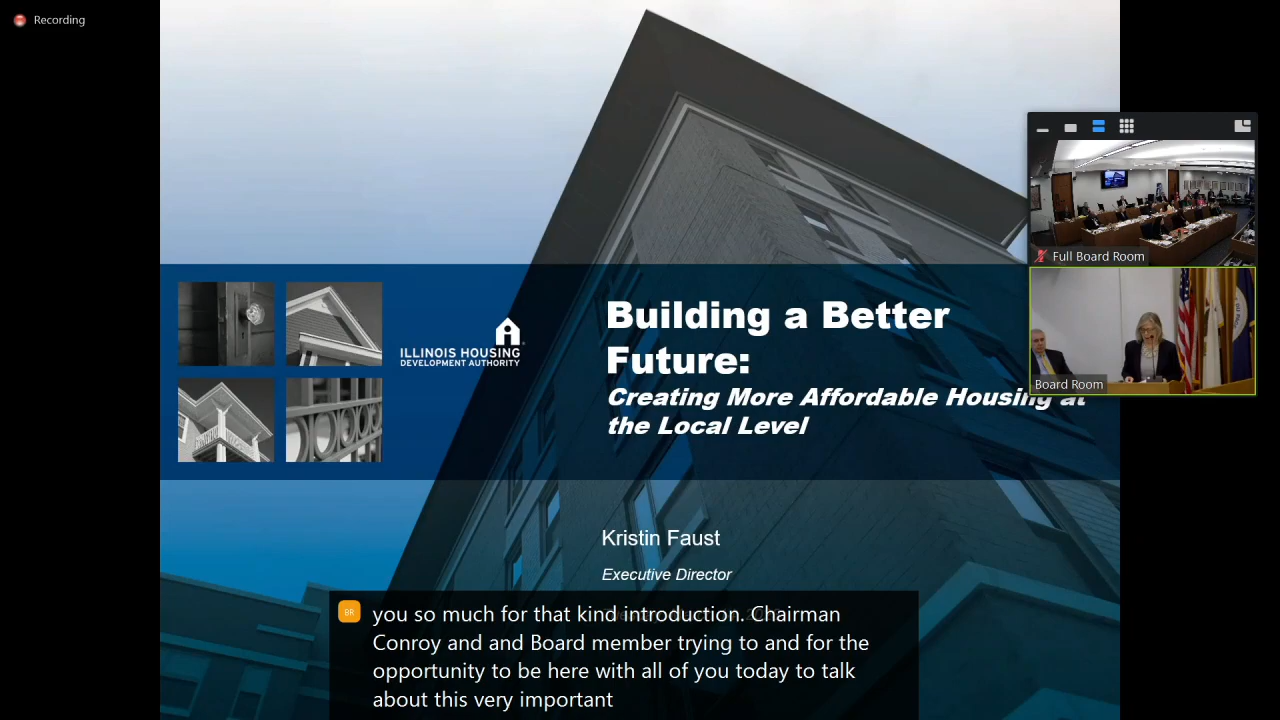 Recording
Full Board Room
Board Room
ILLINOIS HOUSING
DEVELOPMENT AUTHORITY
Building a Better
Future:
Creating More Affordable Housing at
the Local Level
Kristin Faust
Executive Director
BR
you so much for that kind introduction. Chairman
Conroy and and Board member trying to and for the
opportunity to be here with all of you today to talk
about this very important